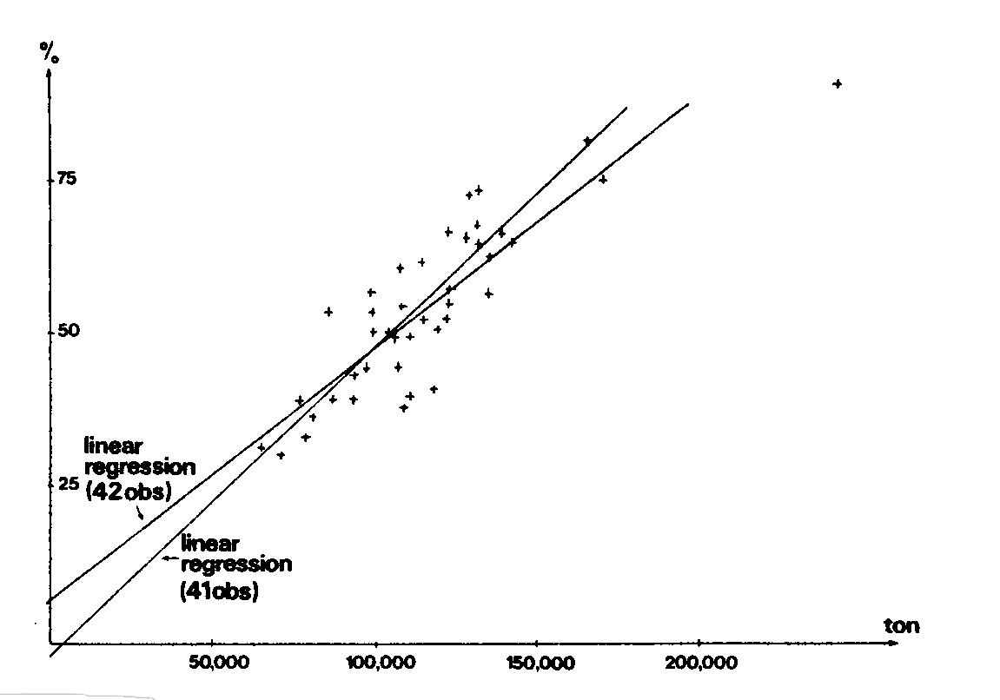 %
75
50
25
linear
regression
(42obs)
linear
regression
(41obs)
ton
50,000
100,000
150,000
200,000